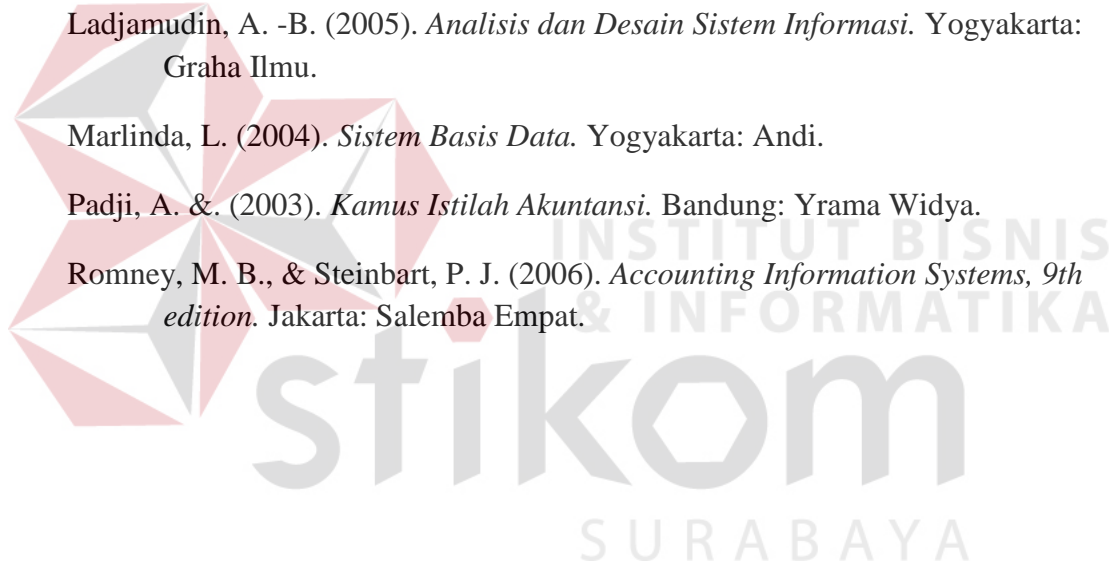 Ladjamudin, A. -B. (2005). Analisis dan Desain Sistem Informasi. Yogyakarta:
Graha Ilmu.
Marlinda, L. (2004). Sistem Basis Data. Yogyakarta: Andi.
Padji, A. &. (2003). Kamus Istilah Akuntansi. Bandung: Yrama Widya.
Romney, M. B., & Steinbart, P. J. (2006). Accounting Information Systems, 9th
edition. Jakarta: Salemba Empat.
INSTITUT BISNIS
& INFORMATIKA
stikom
SURABAYA